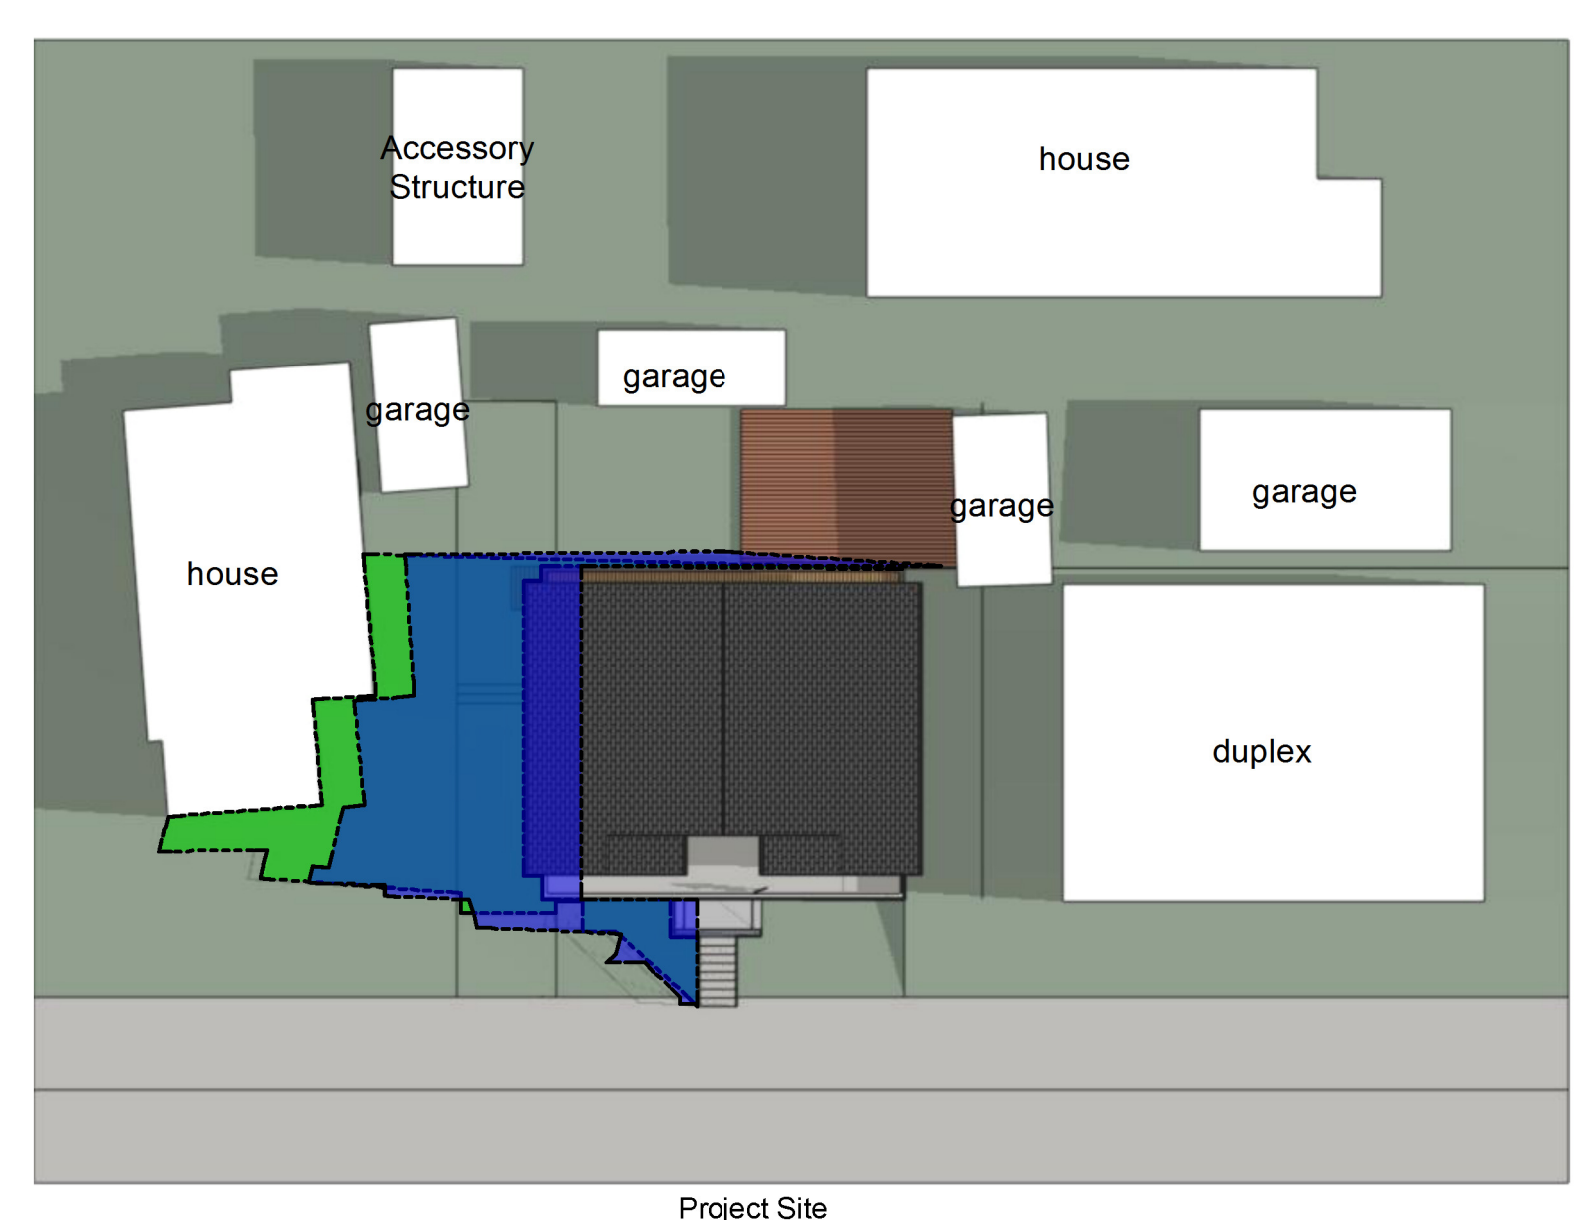 Accessory
Structure
house
garage
garage
garage
garage
house
duplex
Project Site